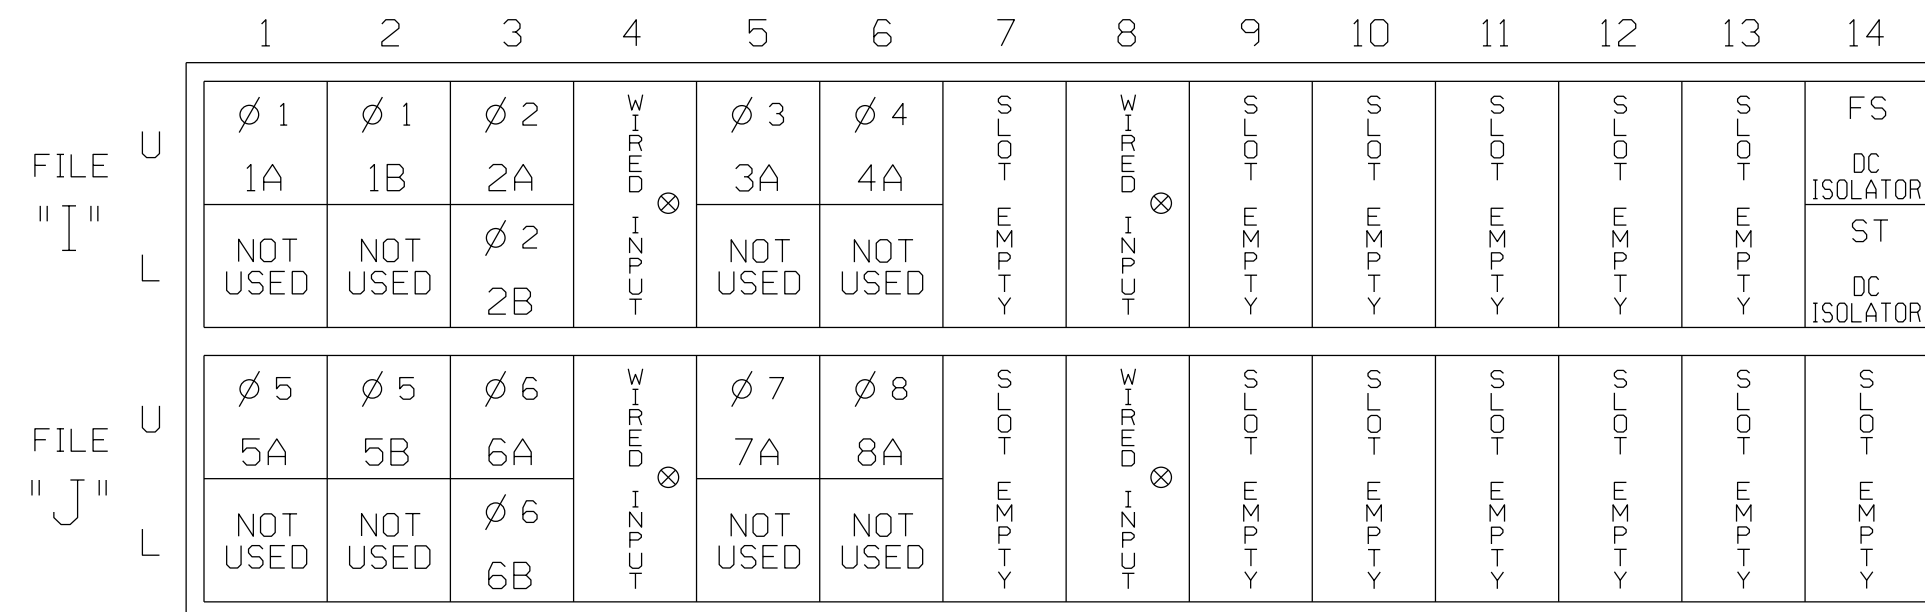 1 2 3 4 5 6 7 8 9 10 11 12 13 14
FILE "I"
U
L
Ø 1
1A
NOT
USED
Ø 1
1B
NOT
USED
Ø 2
2A
Ø 2
2B
WIRED INPUT
Ø 3
3A
NOT
USED
Ø 4
4A
NOT
USED
SLOT EMPTY
WIRED INPUT
SLOT EMPTY
SLOT EMPTY
SLOT EMPTY
SLOT EMPTY
SLOT EMPTY
FS
DC
ISOLATOR
ST
DC
ISOLATOR
FILE "J"
U
L
Ø 5
5A
NOT
USED
Ø 5
5B
NOT
USED
Ø 6
6A
Ø 6
6B
WIRED INPUT
Ø 7
7A
NOT
USED
Ø 8
8A
NOT
USED
SLOT EMPTY
WIRED INPUT
SLOT EMPTY
SLOT EMPTY
SLOT EMPTY
SLOT EMPTY
SLOT EMPTY
SLOT EMPTY